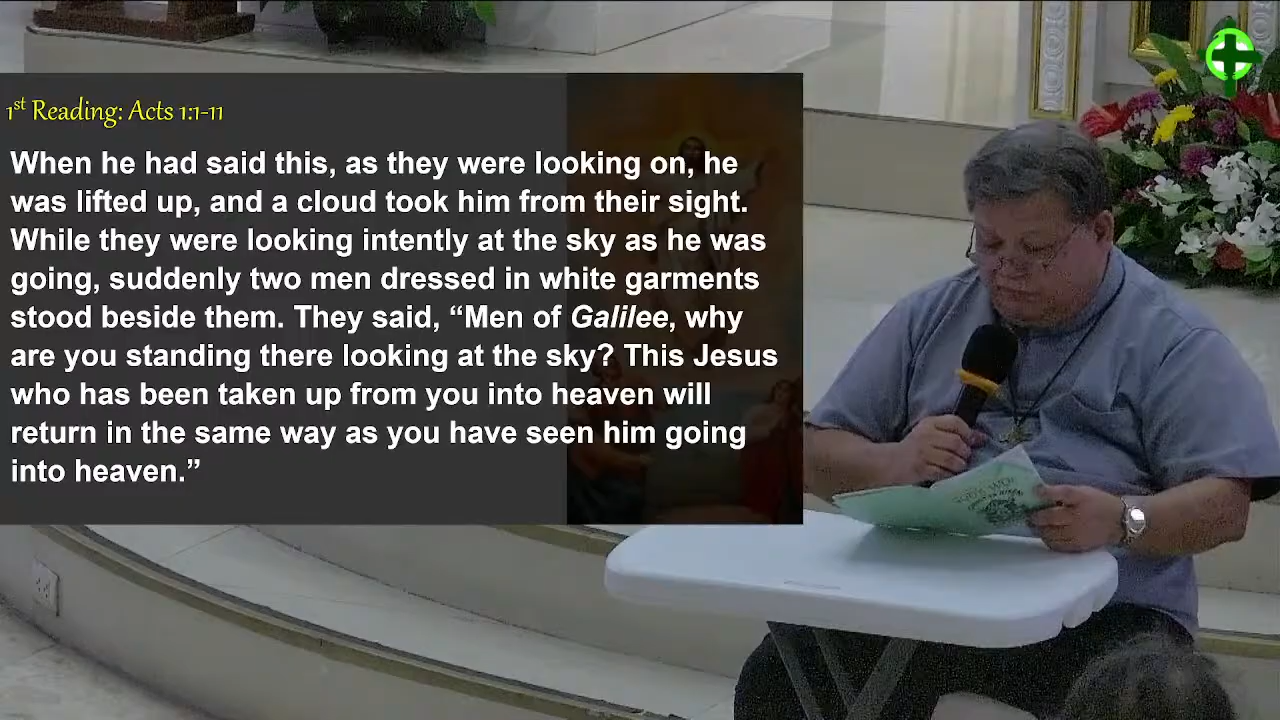 1st Reading: Acts 1:1-11
When he had said this, as they were looking on, he
was lifted up, and a cloud took him from their sight.
While they were looking intently at the sky as he was
going, suddenly two men dressed in white garments
stood beside them. They said, “Men of Galilee, why
are you standing there looking at the sky? This Jesus
who has been taken up from you into heaven will
return in the same way as you have seen him going
into heaven.”